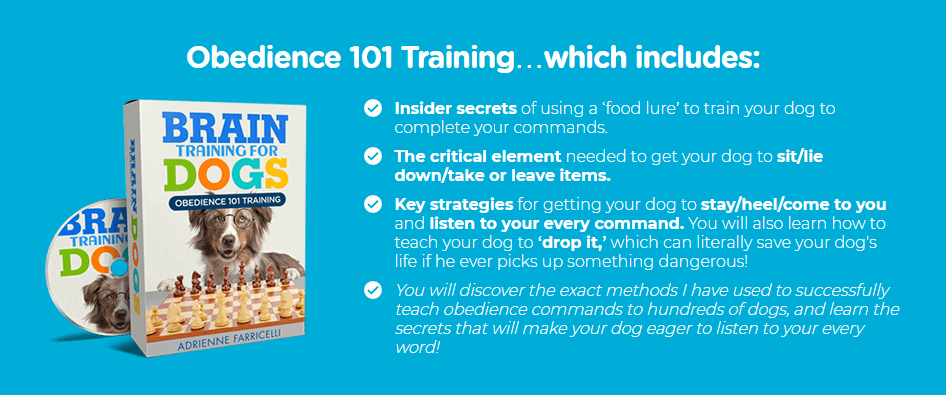 Obedience 101 Training...which includes:
BRAIN
TRAINING FOR
DOGS
OBEDIENCE 101 TRAINING
ADRIENNE FARRICELLI
BRAIN TRAINING FOR DOGS
BRA
TRAINING
DO
Insider secrets of using a ‘food lure’ to train your dog to
complete your commands.
The critical element needed to get your dog to sit/lie
down/take or leave items.
Key strategies for getting your dog to stay/heel/come to you
and listen to your every command. You will also learn how to
teach your dog to ‘drop it,’ which can literally save your dog's
life if he ever picks up something dangerous!
You will discover the exact methods I have used to successfully
teach obedience commands to hundreds of dogs, and learn the
secrets that will make your dog eager to listen to your every
word!